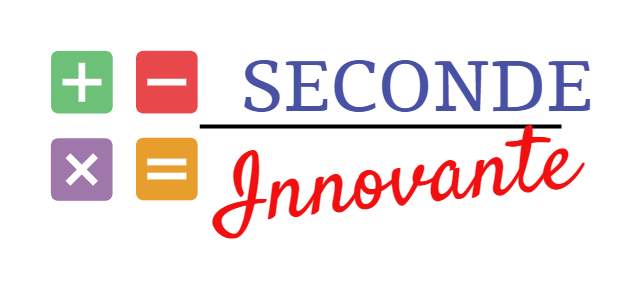 + −
× =
SECONDE
Innovante